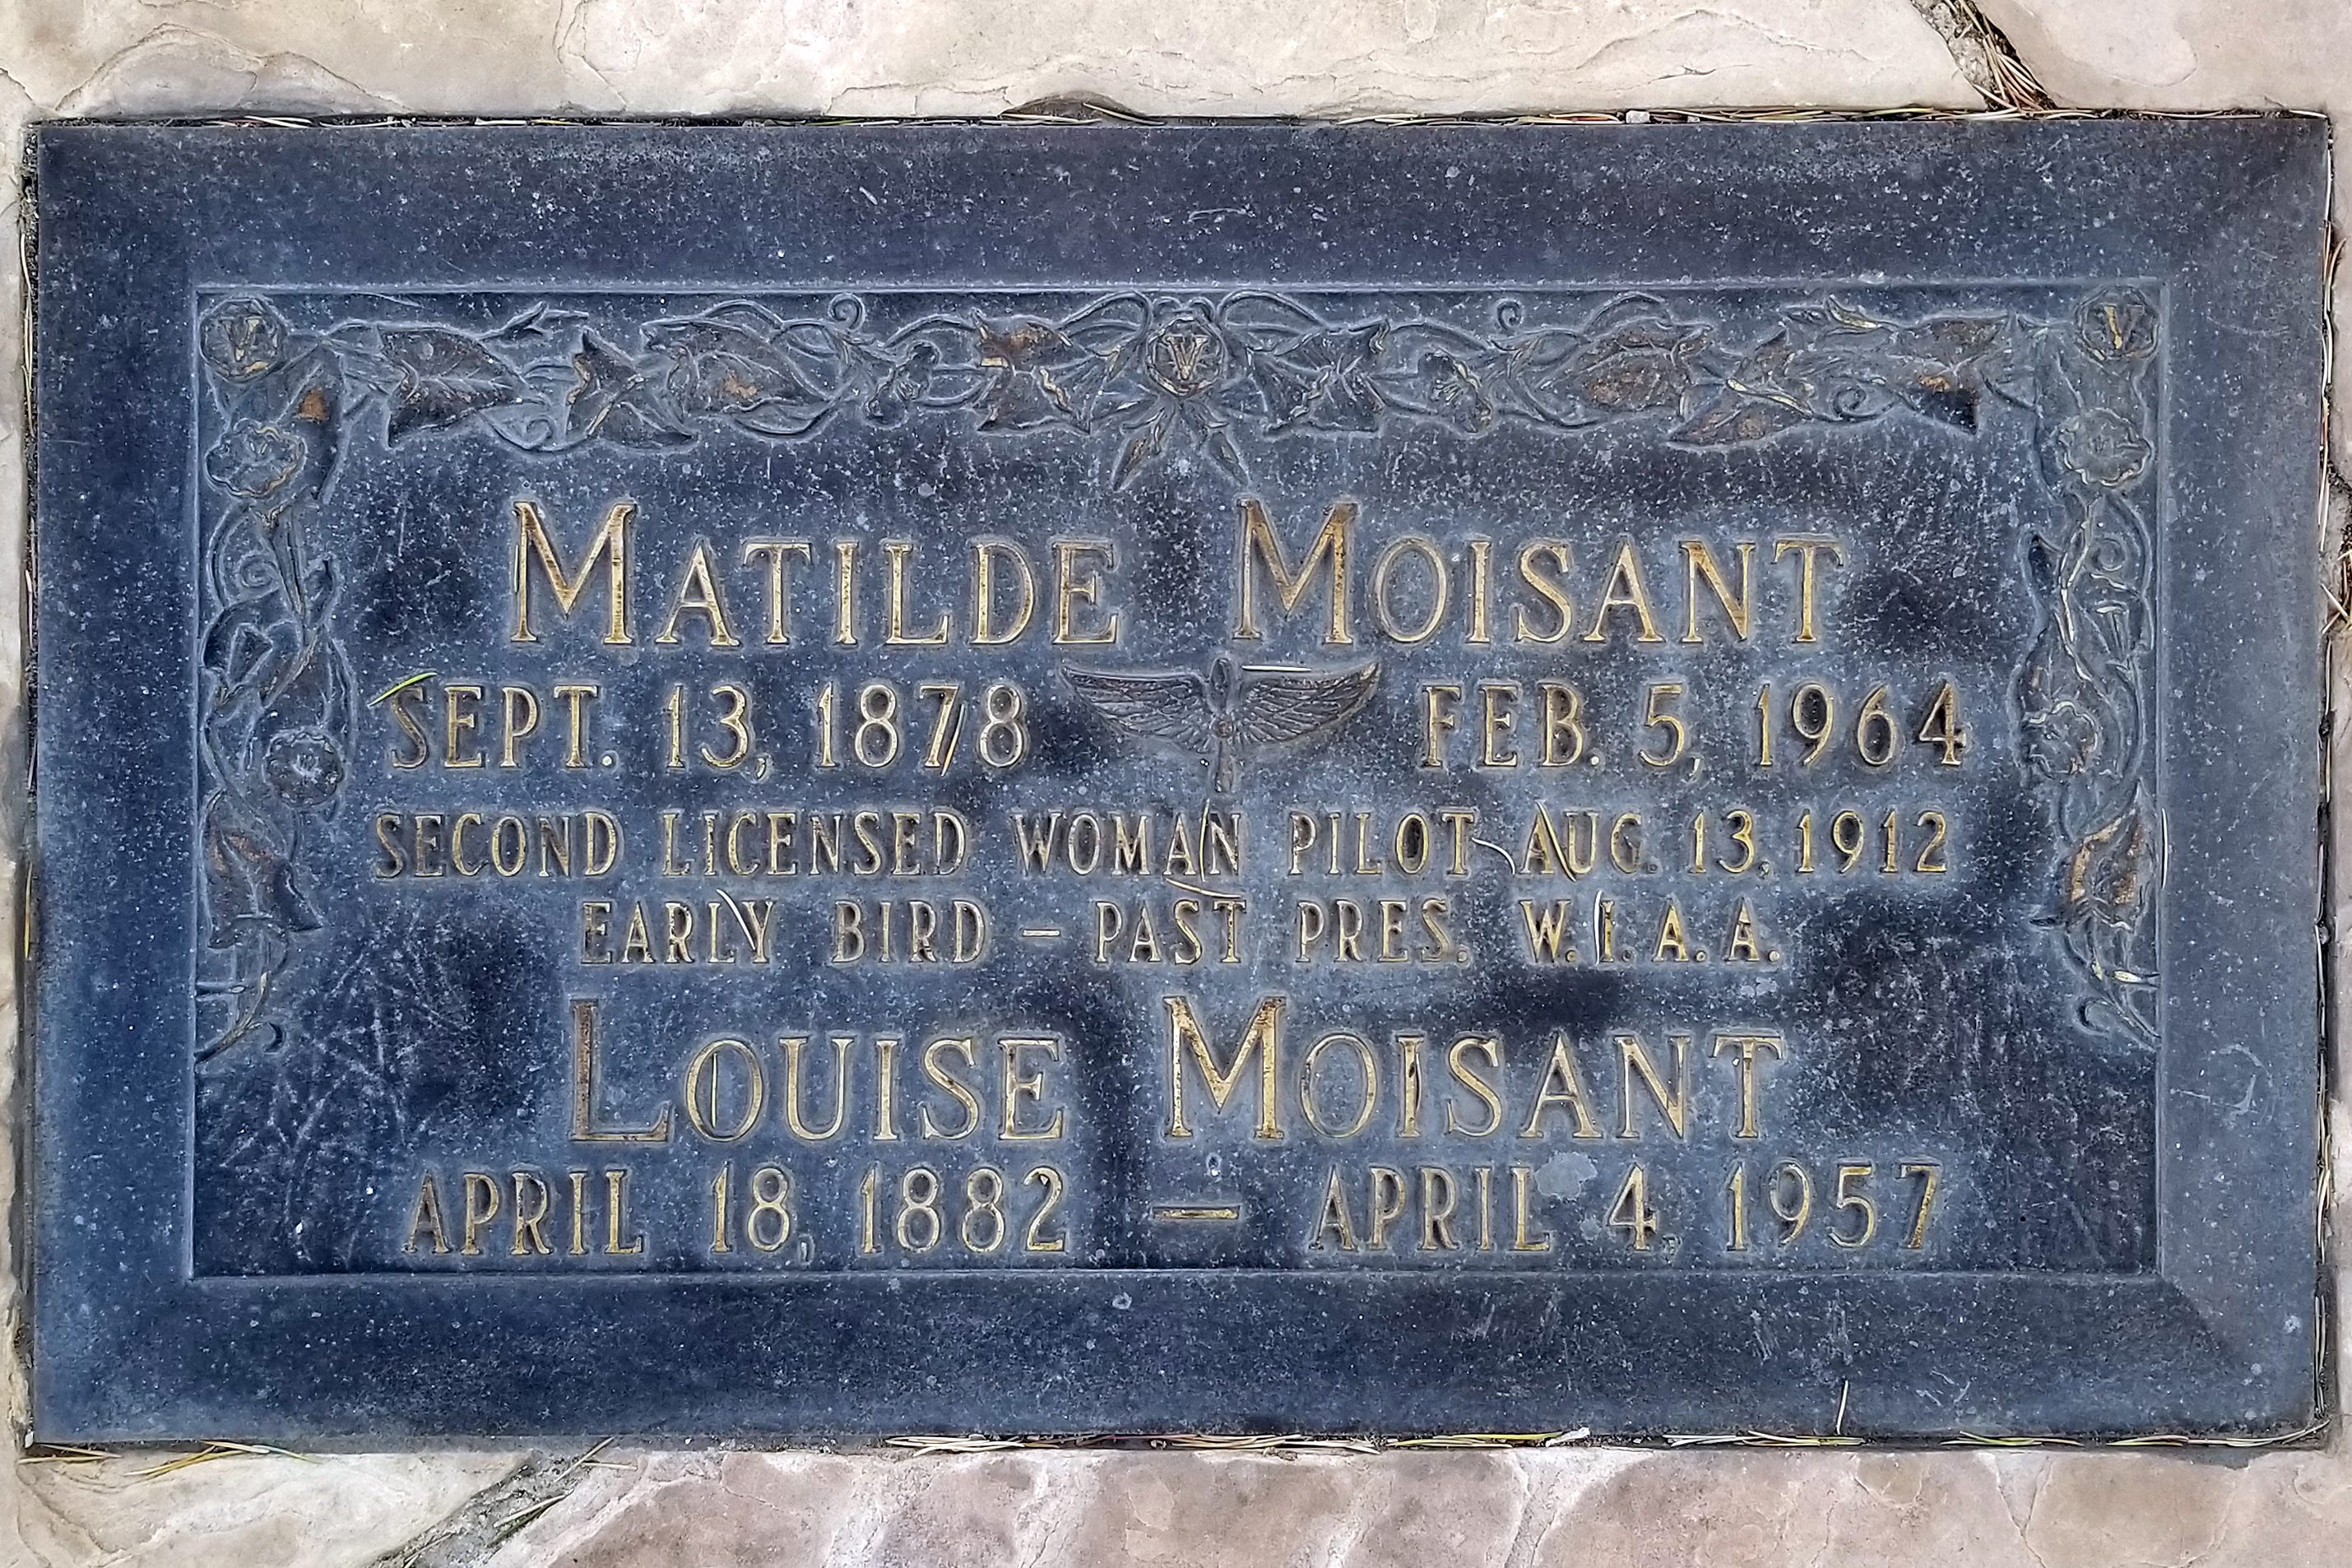 V V V
MATILDE MOISANT
SEPT. 13, 1878 FEB. 5, 1964
SECOND LICENSED WOMAN PILOT AUG. 13, 1912
EARLY BIRD – PAST PRES. W.I.A.A.
LOUISE MOISANT
APRIL 18, 1882 – APRIL 4, 1957